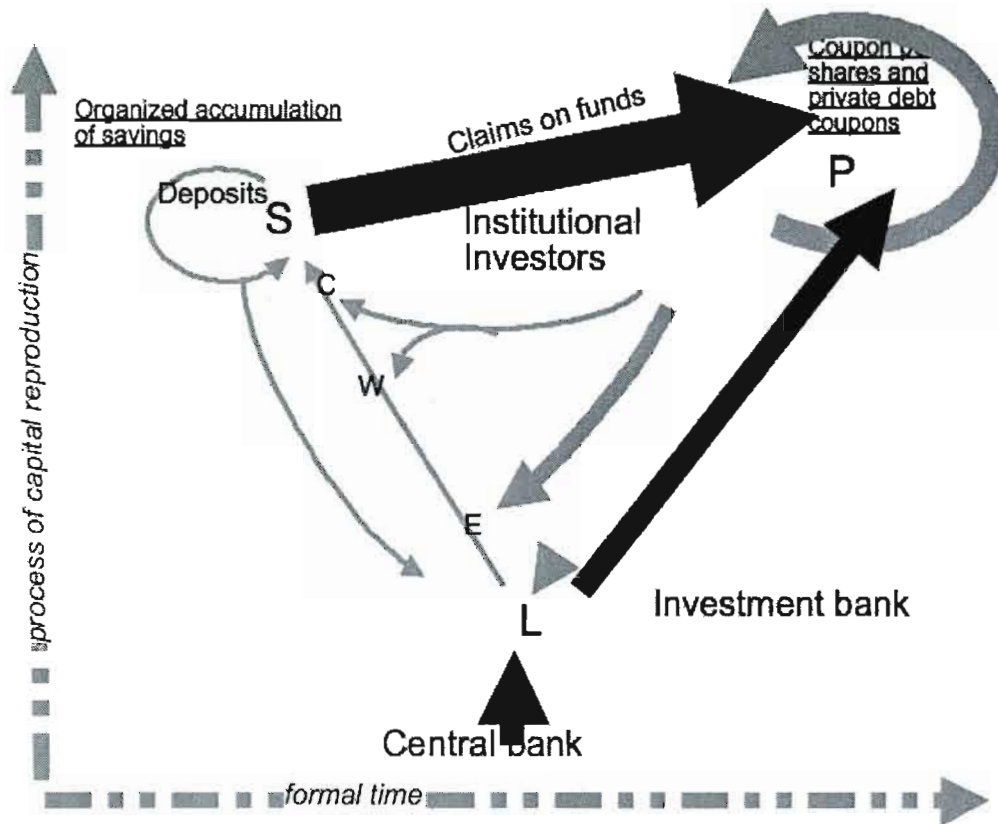 Coupon
shares and
private debt
coupons
P
Organized accumulation
of savings
Claims on funds
Deposits
S
Institutional
Investors
C
W
E
L
Investment bank
Central bank
process of capital reproduction
formal time